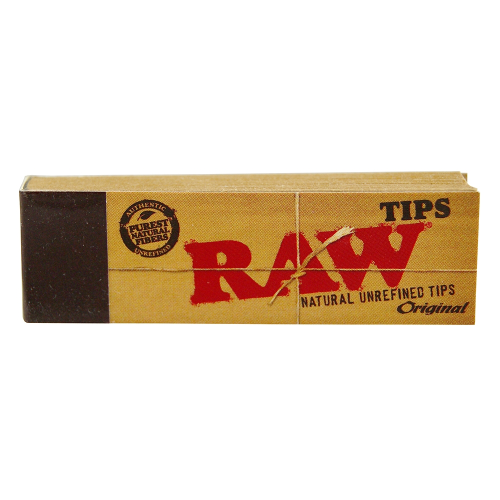 AUTHENTIC
PUREST
NATURAL
FIBERS
UNREFINED
TIPS
RAW®
NATURAL UNREFINED TIPS
Original